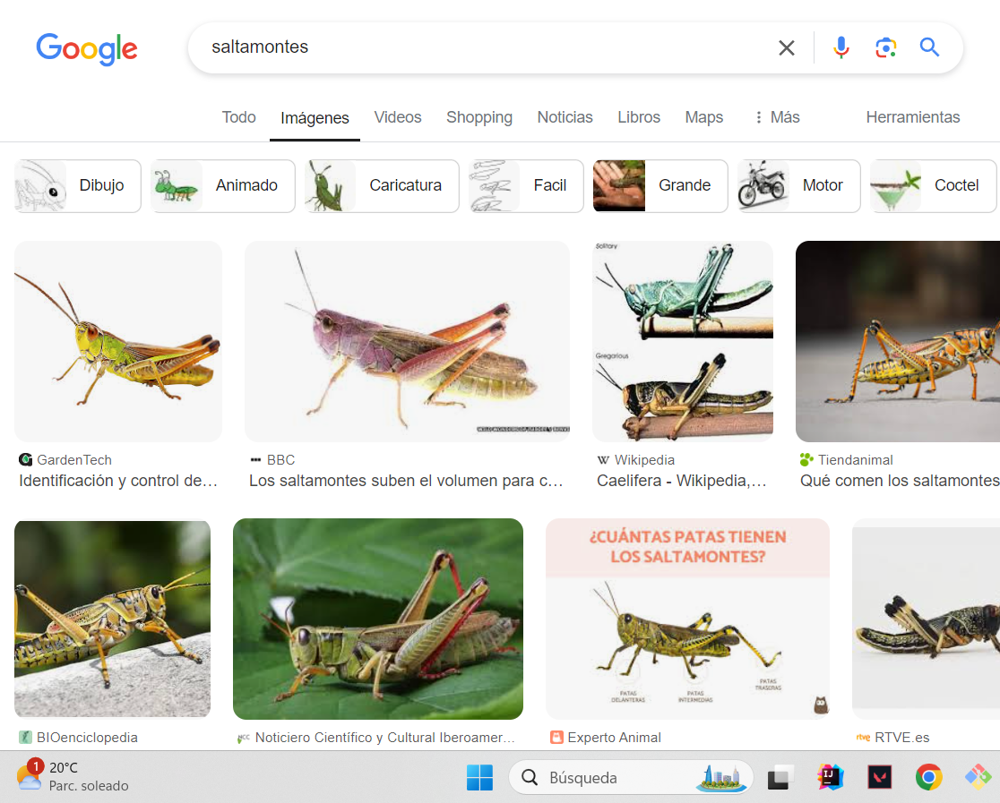 Google
saltamontes
Todo Imágenes Videos Shopping Noticias Libros Maps Más Herramientas
Dibujo Animado Caricatura Facil Grande Motor Coctel
Solitary
Gregarious
GardenTech
Identificación y control de…
BBC
Los saltamontes suben el volumen para c…
W Wikipedia
Caelifera - Wikipedia,…
Tiendanimal
Qué comen los saltamontes
¿CUÁNTAS PATAS TIENEN
LOS SALTAMONTES?
PATAS
DELANTERAS
PATAS
INTERMEDIAS
PATAS
TRASERAS
BIOenciclopedia
NCC Noticiero Científico y Cultural Iberoamer…
Experto Animal
rtve RTVE.es
1
20°C
Parc. soleado
Búsqueda
IJ